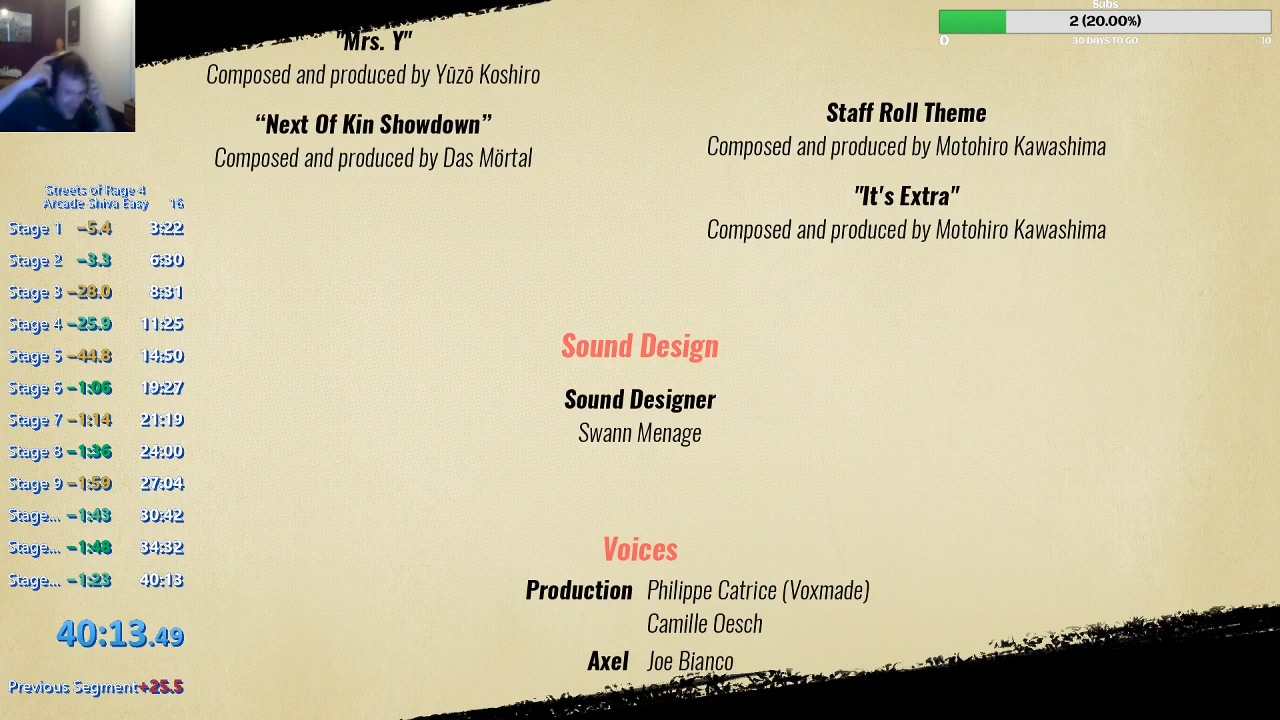 Subs
2 (20.00%)
0 30 DAYS TO GO 10
"Mrs. Y"
Composed and produced by Yūzō Koshiro
“Next Of Kin Showdown”
Composed and produced by Das Mörtal
Staff Roll Theme
Composed and produced by Motohiro Kawashima
"It's Extra"
Composed and produced by Motohiro Kawashima
Streets of Rage 4
Arcade Shiva Easy 16
Stage 1 −5.4 3:22
Stage 2 −3.3 6:30
Stage 3 −28.0 8:31
Stage 4 −25.9 11:25
Stage 5 −44.8 14:50
Stage 6 −1:06 19:27
Stage 7 −1:14 21:19
Stage 8 −1:36 24:00
Stage 9 −1:59 27:04
Stage... −1:43 30:42
Stage... −1:48 34:32
Stage... −1:23 40:13
40:13.49
Previous Segment +25.5
Sound Design
Sound Designer
Swann Menage
Voices
Production Philippe Catrice (Voxmade)
Camille Oesch
Axel Joe Bianco